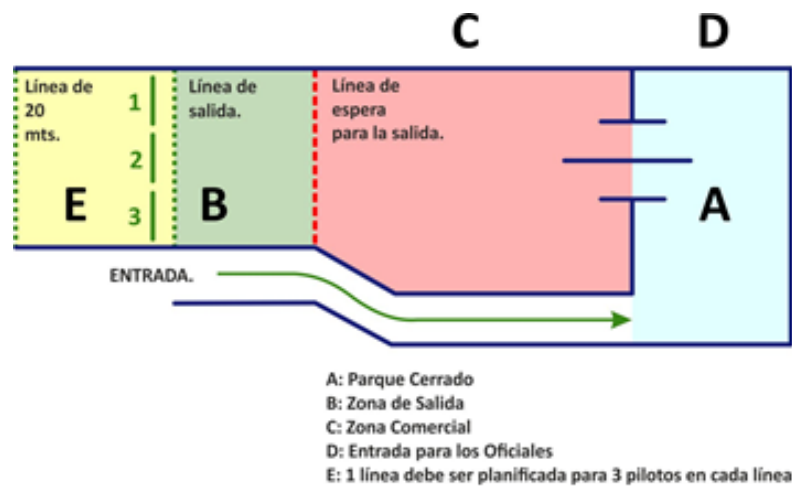 C
D
Línea de
20
mts.
1
2
3
E
Línea de
salida.
B
Línea de
espera
para la salida.
A
ENTRADA.
A: Parque Cerrado
B: Zona de Salida
C: Zona Comercial
D: Entrada para los Oficiales
E: 1 línea debe ser planificada para 3 pilotos en cada línea